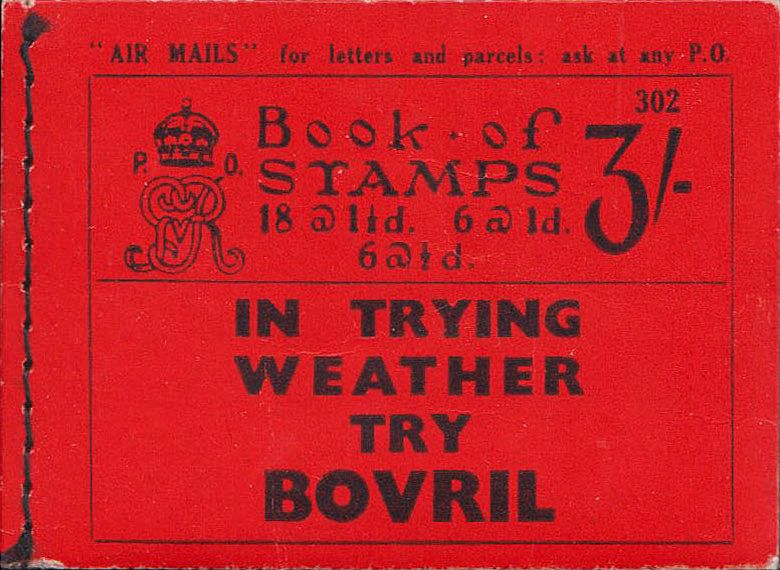 "AIR MAILS" for letters and parcels: ask at any P.O.
302
P. O.
Book·of
STAMPS
3/-
18 @ 1½d. 6 @ 1d.
6 @ ½d.
IN TRYING
WEATHER
TRY
BOVRIL